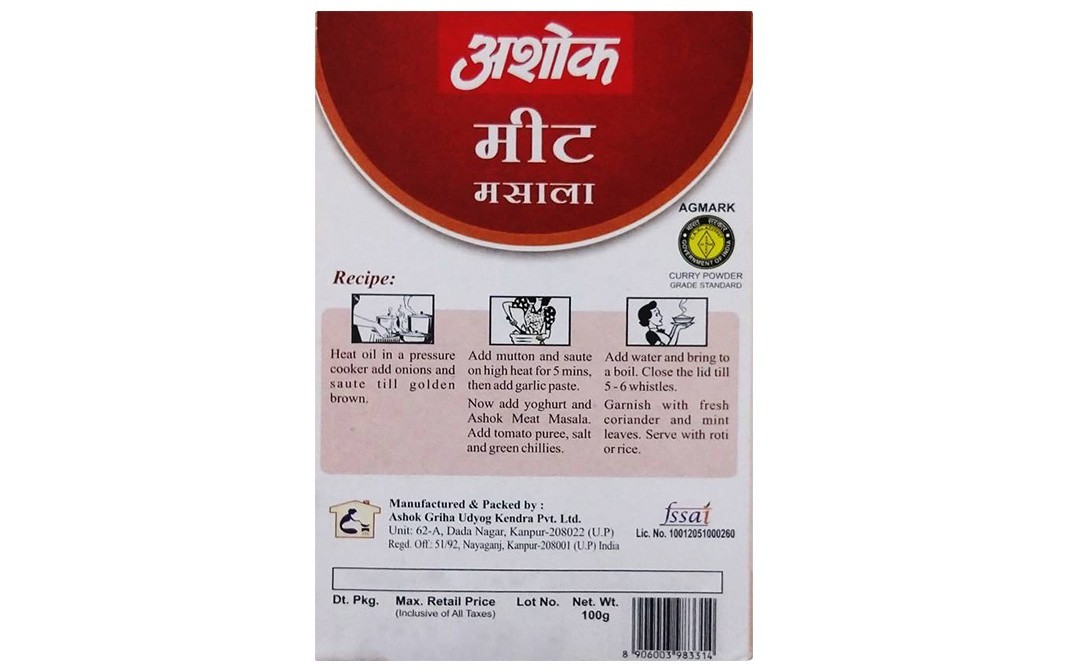 अशोक
मीट
मसाला
AGMARK
भारत सरकार
GOVERNMENT OF INDIA
CURRY POWDER
GRADE STANDARD
Recipe:
Heat oil in a pressure
cooker add onions and
saute till golden
brown.
Add mutton and saute
on high heat for 5 mins,
then add garlic paste.
Now add yoghurt and
Ashok Meat Masala.
Add tomato puree, salt
and green chillies.
Add water and bring to
a boil. Close the lid till
5-6 whistles.
Garnish with fresh
coriander and mint
leaves. Serve with roti
or rice.
Manufactured & Packed by :
Ashok Griha Udyog Kendra Pvt. Ltd.
Unit: 62-A, Dada Nagar, Kanpur-208022 (U.P)
Regd. Off.: 51/92, Nayaganj, Kanpur-208001 (U.P) India
fssai
Lic. No. 10012051000260
Dt. Pkg. Max. Retail Price Lot No. Net. Wt.
(Inclusive of All Taxes) 100g
8 906003 983514